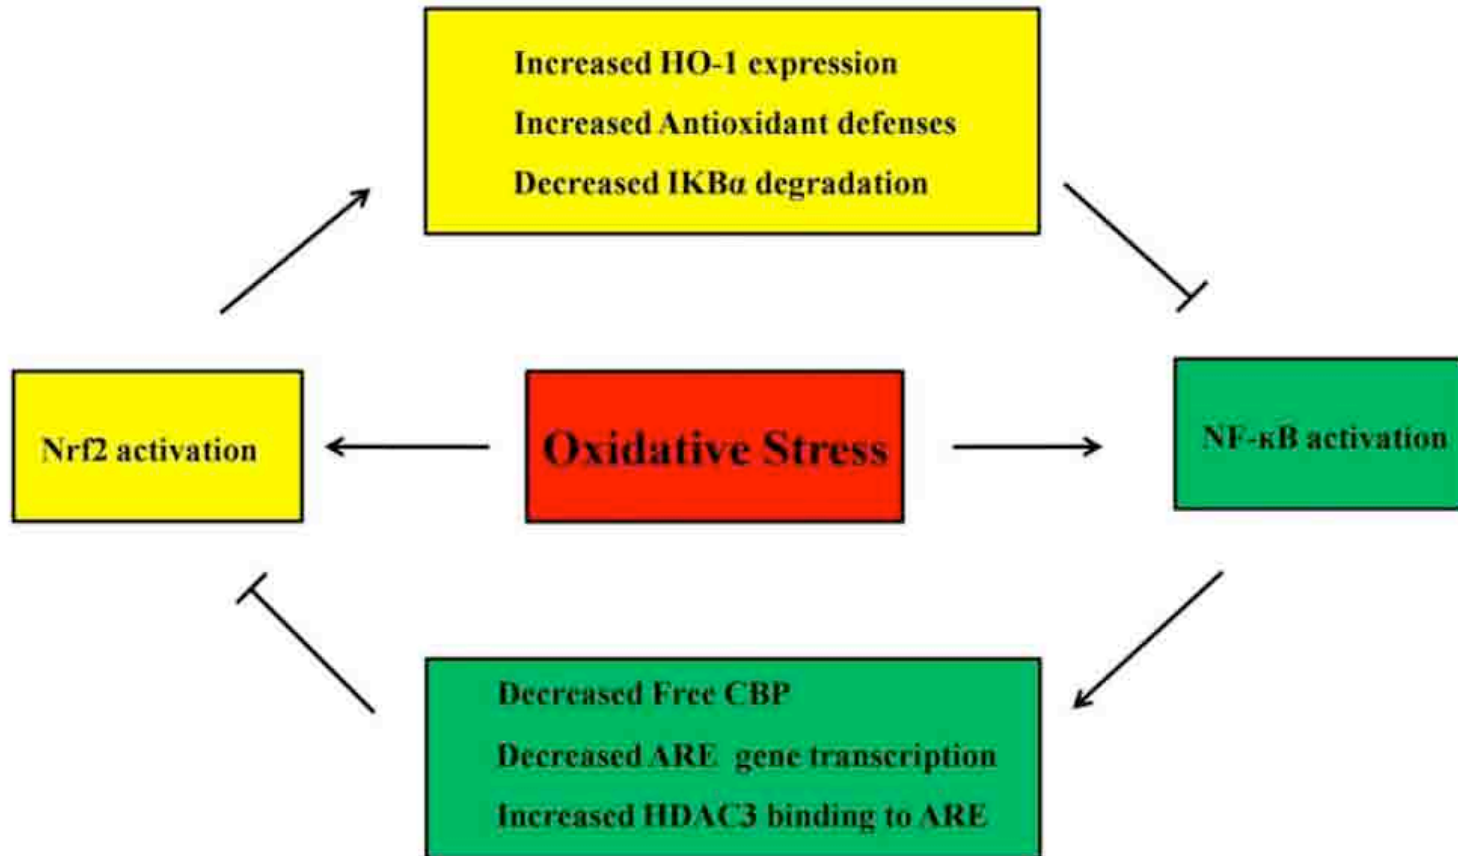 Increased HO-1 expression
Increased Antioxidant defenses
Decreased IKBα degradation
Nrf2 activation
Oxidative Stress
NF-κB activation
Decreased Free CBP
Decreased ARE gene transcription
Increased HDAC3 binding to ARE